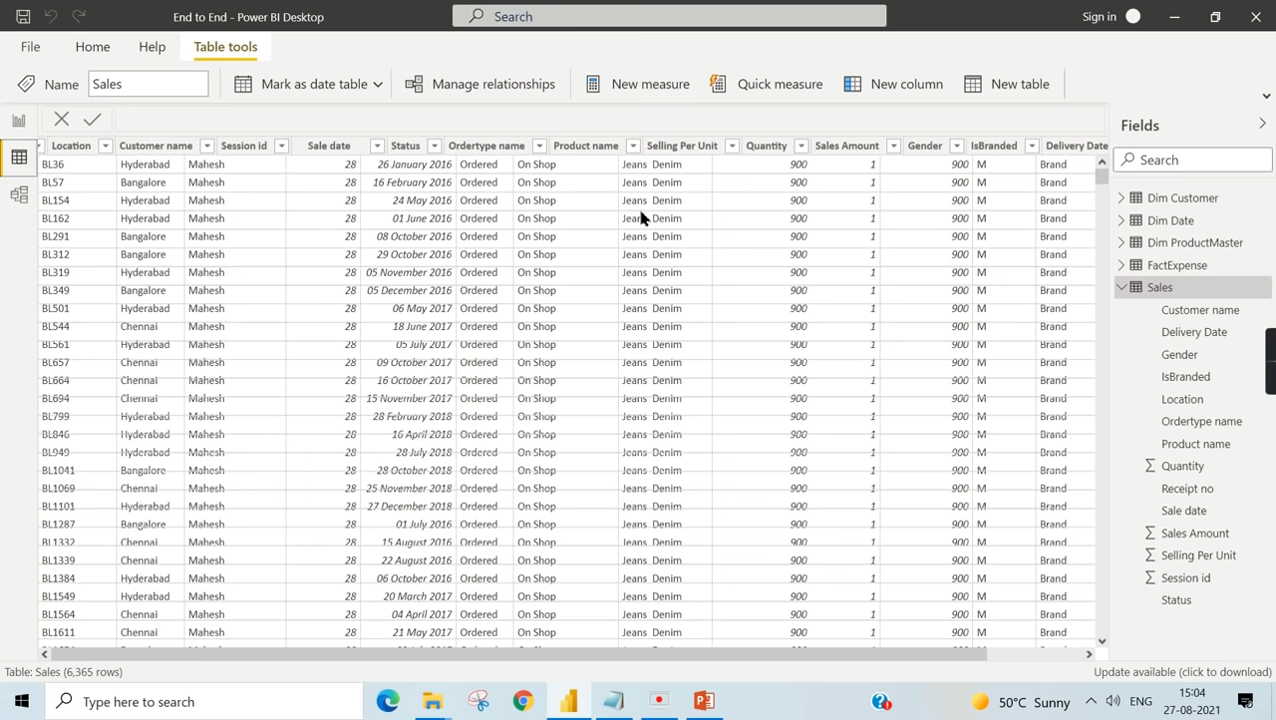 End to End - Power BI Desktop
Search
Sign in
File Home Help Table tools
Name Sales Mark as date table Manage relationships New measure Quick measure New column New table
Fields
Search
Location Customer name Session id Sale date Status Ordertype name Product name Selling Per Unit Quantity Sales Amount Gender IsBranded Delivery Date
BL36 Hyderabad Mahesh 28 26 January 2016 Ordered On Shop Jeans Denim 900 1 900 M Brand
BL57 Bangalore Mahesh 28 16 February 2016 Ordered On Shop Jeans Denim 900 1 900 M Brand
BL154 Hyderabad Mahesh 28 24 May 2016 Ordered On Shop Jeans Denim 900 1 900 M Brand
BL162 Hyderabad Mahesh 28 01 June 2016 Ordered On Shop Jeans Denim 900 1 900 M Brand
BL291 Bangalore Mahesh 28 08 October 2016 Ordered On Shop Jeans Denim 900 1 900 M Brand
BL312 Bangalore Mahesh 28 29 October 2016 Ordered On Shop Jeans Denim 900 1 900 M Brand
BL319 Hyderabad Mahesh 28 05 November 2016 Ordered On Shop Jeans Denim 900 1 900 M Brand
BL349 Bangalore Mahesh 28 05 December 2016 Ordered On Shop Jeans Denim 900 1 900 M Brand
BL501 Hyderabad Mahesh 28 06 May 2017 Ordered On Shop Jeans Denim 900 1 900 M Brand
BL544 Chennai Mahesh 28 18 June 2017 Ordered On Shop Jeans Denim 900 1 900 M Brand
BL561 Hyderabad Mahesh 28 05 July 2017 Ordered On Shop Jeans Denim 900 1 900 M Brand
BL657 Chennai Mahesh 28 09 October 2017 Ordered On Shop Jeans Denim 900 1 900 M Brand
BL664 Chennai Mahesh 28 16 October 2017 Ordered On Shop Jeans Denim 900 1 900 M Brand
BL694 Chennai Mahesh 28 15 November 2017 Ordered On Shop Jeans Denim 900 1 900 M Brand
BL799 Hyderabad Mahesh 28 28 February 2018 Ordered On Shop Jeans Denim 900 1 900 M Brand
BL846 Hyderabad Mahesh 28 16 April 2018 Ordered On Shop Jeans Denim 900 1 900 M Brand
BL949 Hyderabad Mahesh 28 28 July 2018 Ordered On Shop Jeans Denim 900 1 900 M Brand
BL1041 Bangalore Mahesh 28 28 October 2018 Ordered On Shop Jeans Denim 900 1 900 M Brand
BL1069 Chennai Mahesh 28 25 November 2018 Ordered On Shop Jeans Denim 900 1 900 M Brand
BL1101 Hyderabad Mahesh 28 27 December 2018 Ordered On Shop Jeans Denim 900 1 900 M Brand
BL1287 Bangalore Mahesh 28 01 July 2016 Ordered On Shop Jeans Denim 900 1 900 M Brand
BL1332 Chennai Mahesh 28 15 August 2016 Ordered On Shop Jeans Denim 900 1 900 M Brand
BL1339 Chennai Mahesh 28 22 August 2016 Ordered On Shop Jeans Denim 900 1 900 M Brand
BL1384 Hyderabad Mahesh 28 06 October 2016 Ordered On Shop Jeans Denim 900 1 900 M Brand
BL1549 Hyderabad Mahesh 28 20 March 2017 Ordered On Shop Jeans Denim 900 1 900 M Brand
BL1564 Chennai Mahesh 28 04 April 2017 Ordered On Shop Jeans Denim 900 1 900 M Brand
BL1611 Chennai Mahesh 28 21 May 2017 Ordered On Shop Jeans Denim 900 1 900 M Brand
Dim Customer
Dim Date
Dim ProductMaster
FactExpense
Sales
Customer name
Delivery Date
Gender
IsBranded
Location
Ordertype name
Product name
Quantity
Receipt no
Sale date
Sales Amount
Selling Per Unit
Session id
Status
Table: Sales (6,365 rows)
Update available (click to download)
Type here to search
50°C Sunny
ENG
15:04
27-08-2021